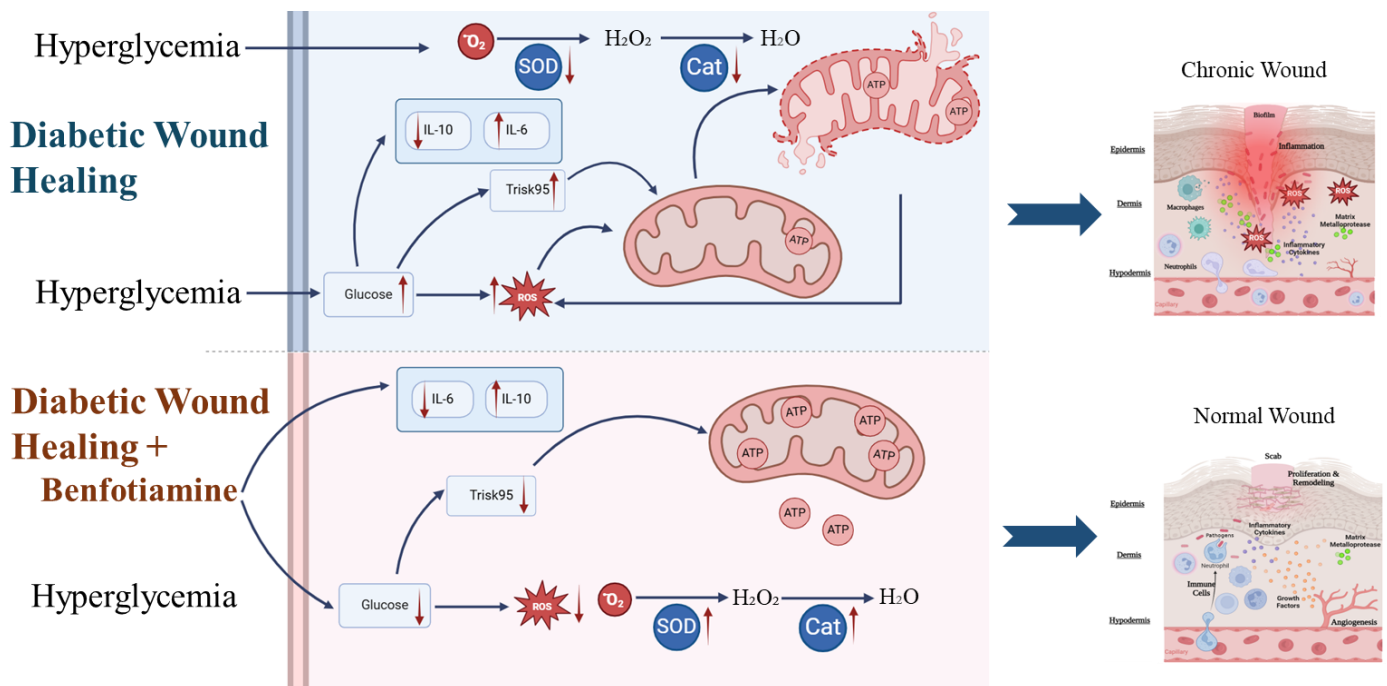 Hyperglycemia
·O₂
H₂O₂
H₂O
SOD
Cat
ATP
ATP
IL-10
IL-6
Diabetic Wound
Healing
Trisk95
ATP
Hyperglycemia
Glucose
ROS
Chronic Wound
Biofilm
Epidermis
Inflammation
ROS
ROS
Dermis
Macrophages
Matrix
Metalloprotease
ROS
Inflammatory
Cytokines
Neutrophils
Hypodermis
Capillary
Diabetic Wound
Healing +
Benfotiamine
IL-6
IL-10
ATP
ATP
ATP
ATP
Trisk95
ATP
ATP
Hyperglycemia
Glucose
ROS
·O₂
H₂O₂
H₂O
SOD
Cat
Normal Wound
Scab
Proliferation &
Remodeling
Epidermis
Inflammatory
Cytokines
Pathogens
Matrix
Metalloprotease
Neutrophil
Dermis
Immune
Cells
Growth
Factors
Hypodermis
Angiogenesis
Capillary